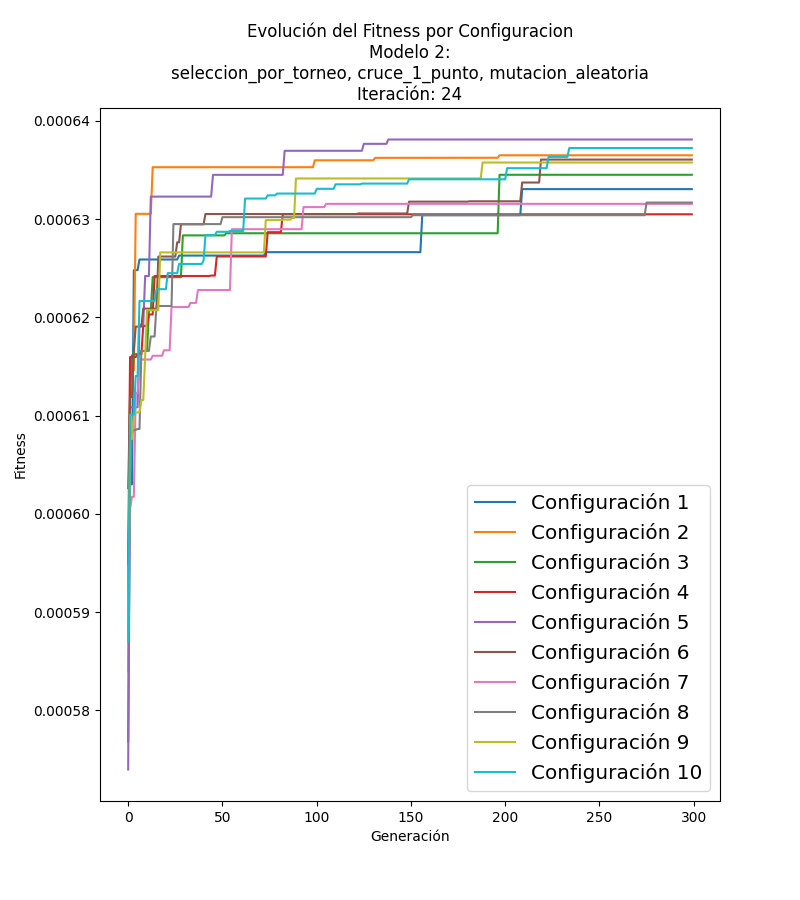 Evolución del Fitness por Configuracion
Modelo 2:
seleccion_por_torneo, cruce_1_punto, mutacion_aleatoria
Iteración: 24
0.00064
0.00063
0.00062
0.00061
0.00060
0.00059
0.00058
Fitness
Configuración 1
Configuración 2
Configuración 3
Configuración 4
Configuración 5
Configuración 6
Configuración 7
Configuración 8
Configuración 9
Configuración 10
0 50 100 150 200 250 300
Generación